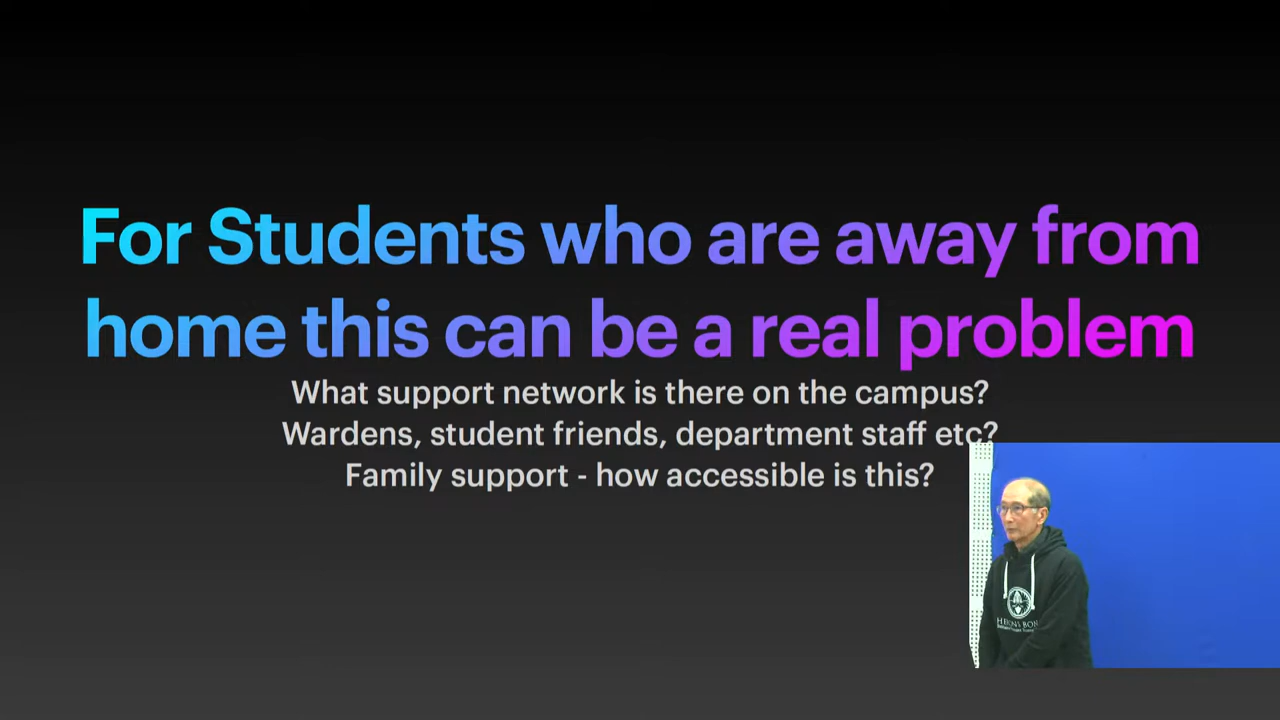 For Students who are away from
home this can be a real problem
What support network is there on the campus?
Wardens, student friends, department staff etc?
Family support - how accessible is this?